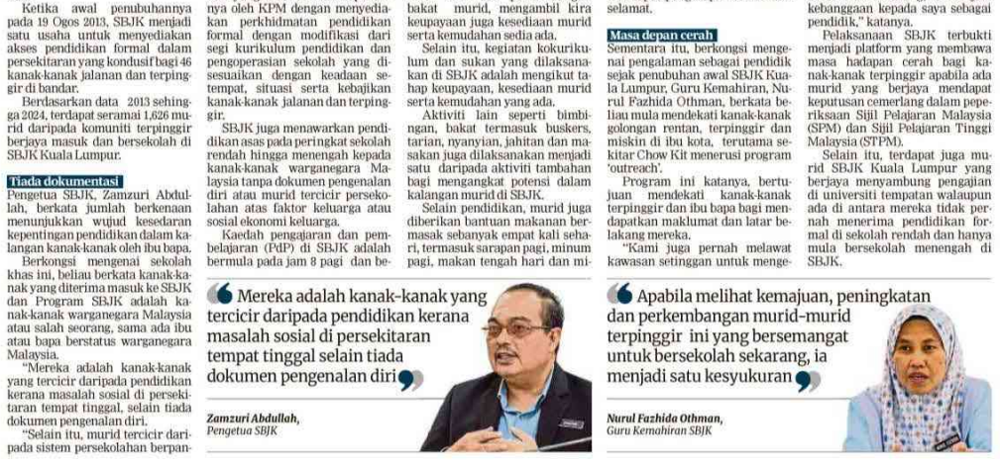 Ketika awal penubuhannya
pada 19 Ogos 2013, SBJK menjadi
satu usaha untuk menyediakan
akses pendidikan formal dalam
persekitaran yang kondusif bagi 46
kanak-kanak jalanan dan terping-
gir di bandar.
Berdasarkan data 2013 sehing-
ga 2024, terdapat seramai 1,626 mu-
rid daripada komuniti terpinggir
berjaya masuk dan bersekolah di
SBJK Kuala Lumpur.
Tiada dokumentasi
Pengetua SBJK, Zamzuri Abdul-
lah, berkata jumlah berkenaan
menunjukkan wujud kesedaran
kepentingan pendidikan dalam ka-
langan kanak-kanak oleh ibu bapa.
Berkongsi mengenai sekolah
khas ini, beliau berkata kanak-ka-
nak yang diterima masuk ke SBJK
dan Program SBJK adalah ka-
nak-kanak warganegara Malaysia
atau salah seorang, sama ada ibu
atau bapa berstatus warganegara
Malaysia.
"Mereka adalah kanak-kanak
yang tercicir daripada pendidikan
kerana masalah sosial di perseki-
taran tempat tinggal, selain tiada
dokumen pengenalan diri.
"Selain itu, murid tercicir dari-
pada sistem persekolahan berpan-
nya oleh KPM dengan menyedia-
kan perkhidmatan pendidikan
formal dengan modifikasi dari
segi kurikulum pendidikan dan
pengoperasian sekolah yang di-
sesuaikan dengan keadaan se-
tempat, situasi serta kebajikan
kanak-kanak jalanan dan terping-
gir.
SBJK juga menawarkan pendi-
dikan asas pada peringkat sekolah
rendah hingga menengah kepada
kanak-kanak warganegara Ma-
laysia tanpa dokumen pengenalan
diri atau murid tercicir perseko-
lahan atas faktor keluarga atau
sosial ekonomi keluarga.
Kaedah pengajaran dan pem-
belajaran (PdP) di SBJK adalah
bermula pada jam 8 pagi dan be-
bakat murid, mengambil kira
keupayaan juga kesediaan murid
serta kemudahan sedia ada.
Selain itu, kegiatan kokuriku-
lum dan sukan yang dilaksana-
kan di SBJK adalah mengikut ta-
hap keupayaan, kesediaan murid
serta kemudahan yang ada.
Aktiviti lain seperti bimbi-
ngan, bakat termasuk buskers,
tarian, nyanyian, jahitan dan ma-
sakan juga dilaksanakan menjadi
satu daripada aktiviti tambahan
bagi mengangkat potensi dalam
kalangan murid di SBJK.
Selain pendidikan, murid juga
diberikan bantuan makanan ber-
masak sebanyak empat kali seha-
ri, termasuk sarapan pagi, minum
pagi, makan tengah hari dan mi-
Mereka adalah kanak-kanak yang
tercicir daripada pendidikan kerana
masalah sosial di persekitaran
tempat tinggal selain tiada
dokumen pengenalan diri
Zamzuri Abdullah,
Pengetua SBJK
selamat.
Masa depan cerah
Sementara itu, berkongsi menge-
nai pengalaman sebagai pendidik
sejak penubuhan awal SBJK Kua-
la Lumpur, Guru Kemahiran, Nu-
rul Fazhida Othman, berkata be-
liau mula mendekati kanak-kanak
golongan rentan, terpinggir dan
miskin di ibu kota, terutama se-
kitar Chow Kit menerusi program
'outreach'.
Program ini katanya, bertu-
juan mendekati kanak-kanak
terpinggir dan ibu bapa bagi men-
dapatkan maklumat dan latar be-
lakang mereka.
"Kami juga pernah melawat
kawasan setinggan untuk menge-
kebanggaan kepada saya sebagai
pendidik," katanya.
Pelaksanaan SBJK terbukti
menjadi platform yang membawa
masa hadapan cerah bagi ka-
nak-kanak terpinggir apabila ada
murid yang berjaya mendapat
keputusan cemerlang dalam pepe-
riksaan Sijil Pelajaran Malaysia
(SPM) dan Sijil Pelajaran Tinggi
Malaysia (STPM).
Selain itu, terdapat juga mu-
rid SBJK Kuala Lumpur yang
berjaya menyambung pengajian
di universiti tempatan walaupun
ada di antara mereka tidak per-
nah menerima pendidikan for-
mal di sekolah rendah dan hanya
mula bersekolah menengah di
SBJK.
Apabila melihat kemajuan, peningkatan
dan perkembangan murid-murid
terpinggir ini yang bersemangat
untuk bersekolah sekarang, ia
menjadi satu kesyukuran
Nurul Fazhida Othman,
Guru Kemahiran SBJK